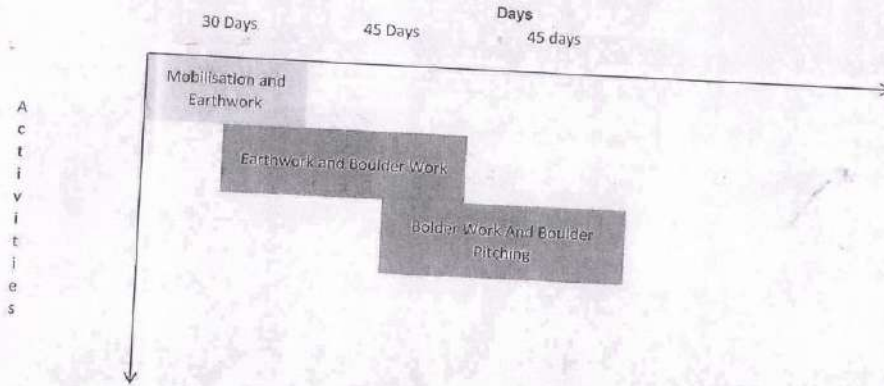 Days
30 Days
45 Days
45 days
Activities
Mobilisation and
Earthwork
Earthwork and Boulder Work
Bolder Work And Boulder
Pitching